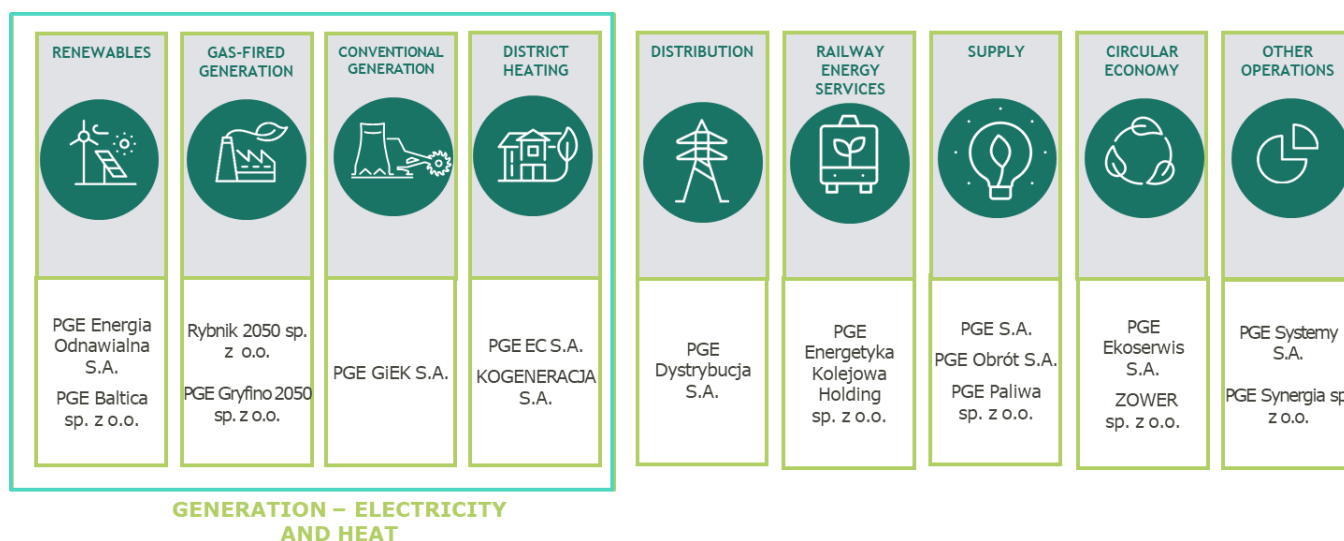 RENEWABLES
GAS-FIRED
GENERATION
CONVENTIONAL
GENERATION
DISTRICT
HEATING
DISTRIBUTION
RAILWAY
ENERGY
SERVICES
SUPPLY
CIRCULAR
ECONOMY
OTHER
OPERATIONS
PGE Energia
Odnawialna
S.A.
PGE Baltica
sp. z o.o.
Rybnik 2050 sp.
z o.o.
PGE Gryfino 2050
sp. z o.o.
PGE GiEK S.A.
PGE EC S.A.
KOGENERACJA
S.A.
PGE
Dystrybucja
S.A.
PGE
Energetyka
Kolejowa
Holding
sp. z o.o.
PGE S.A.
PGE Obrót S.A.
PGE Paliwa
sp. z o.o.
PGE
Ekoserwis
S.A.
ZOWER
sp. z o.o.
PGE Systemy
S.A.
PGE Synergia sp
z o.o.
GENERATION – ELECTRICITY
AND HEAT